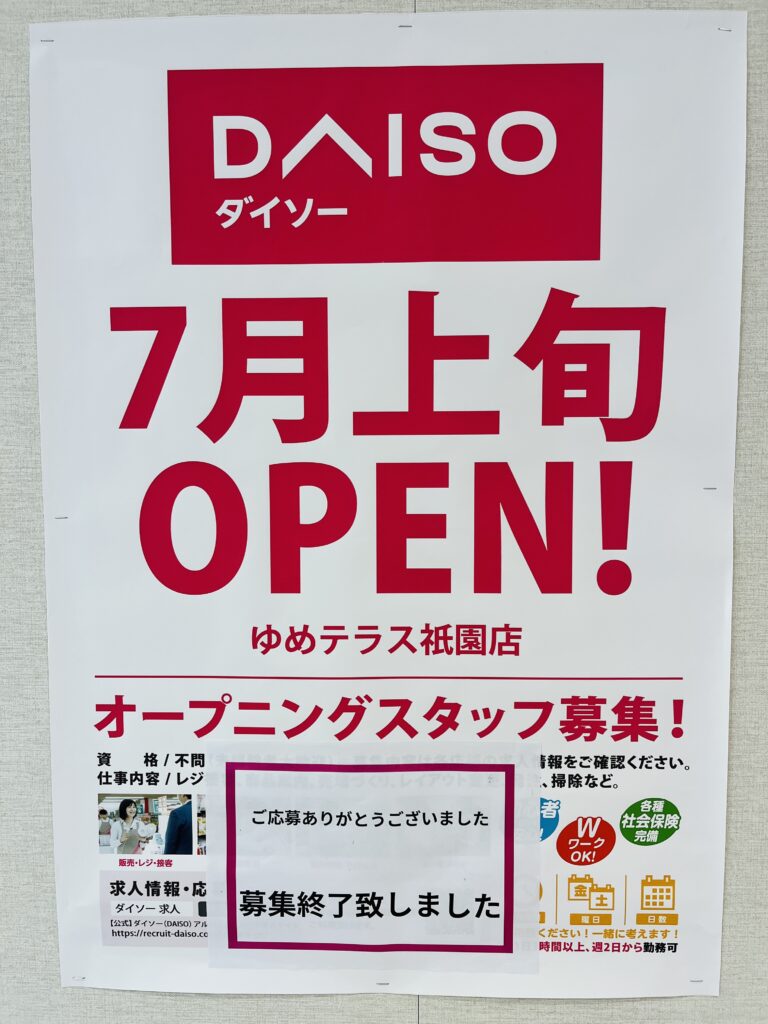 DAISO
ダイソー
7月上旬
OPEN!
ゆめテラス祇園店
オープニングスタッフ募集！
資 格 / 不問
情報をご確認ください。
仕事内容 / レジ
、掃除など。
ご応募ありがとうございました
募集終了致しました
販売・レジ・接客
者
W
ワーク
OK!
各種
社会保険
完備
求人情報・応
ダイソー 求人
【公式】ダイソー（DAISO）アル
https://recruit-daiso.co
金
土
曜日
日数
ください！一緒に考えます！
時間以上、週2日から勤務可